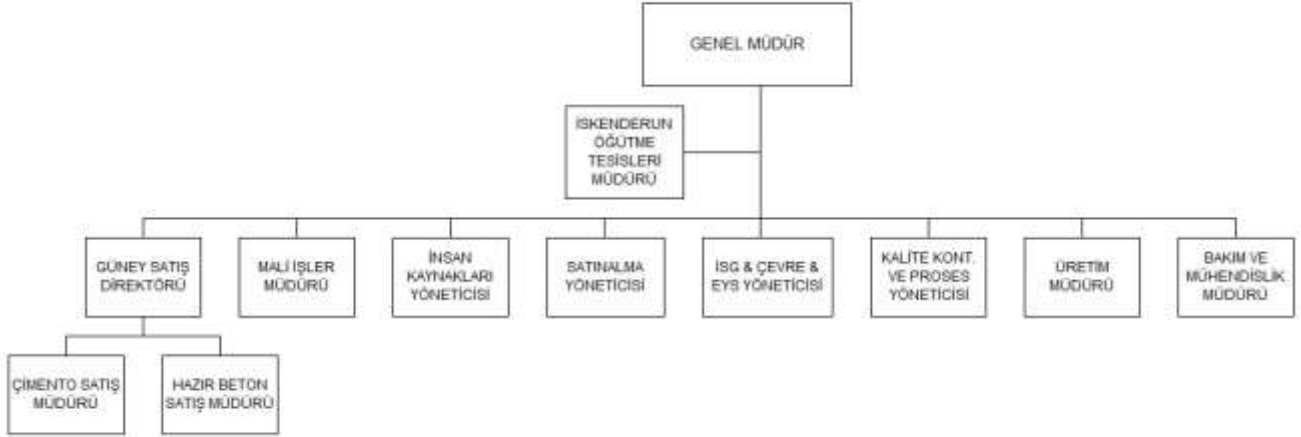 GENEL MÜDÜR
İSKENDERUN
ÖĞÜTME
TESİSLERİ
MÜDÜRÜ
GÜNEY SATIŞ
DİREKTÖRÜ
MALİ İŞLER
MÜDÜRÜ
İNSAN
KAYNAKLARI
YÖNETİCİSİ
SATINALMA
YÖNETİCİSİ
İSG & ÇEVRE &
EYS YÖNETİCİSİ
KALİTE KONT.
VE PROSES
YÖNETİCİSİ
ÜRETİM
MÜDÜRÜ
BAKIM VE
MÜHENDİSLİK
MÜDÜRÜ
ÇİMENTO SATIŞ
MÜDÜRÜ
HAZIR BETON
SATIŞ MÜDÜRÜ